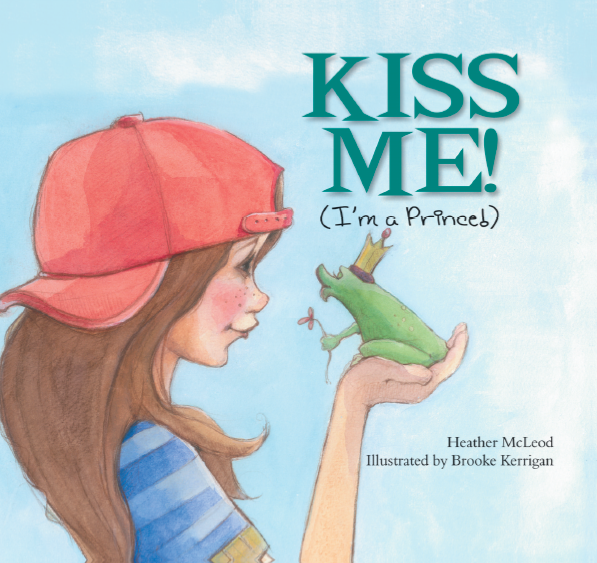 KISS
ME!
(I'm a Prince!)
Heather McLeod
Illustrated by Brooke Kerrigan